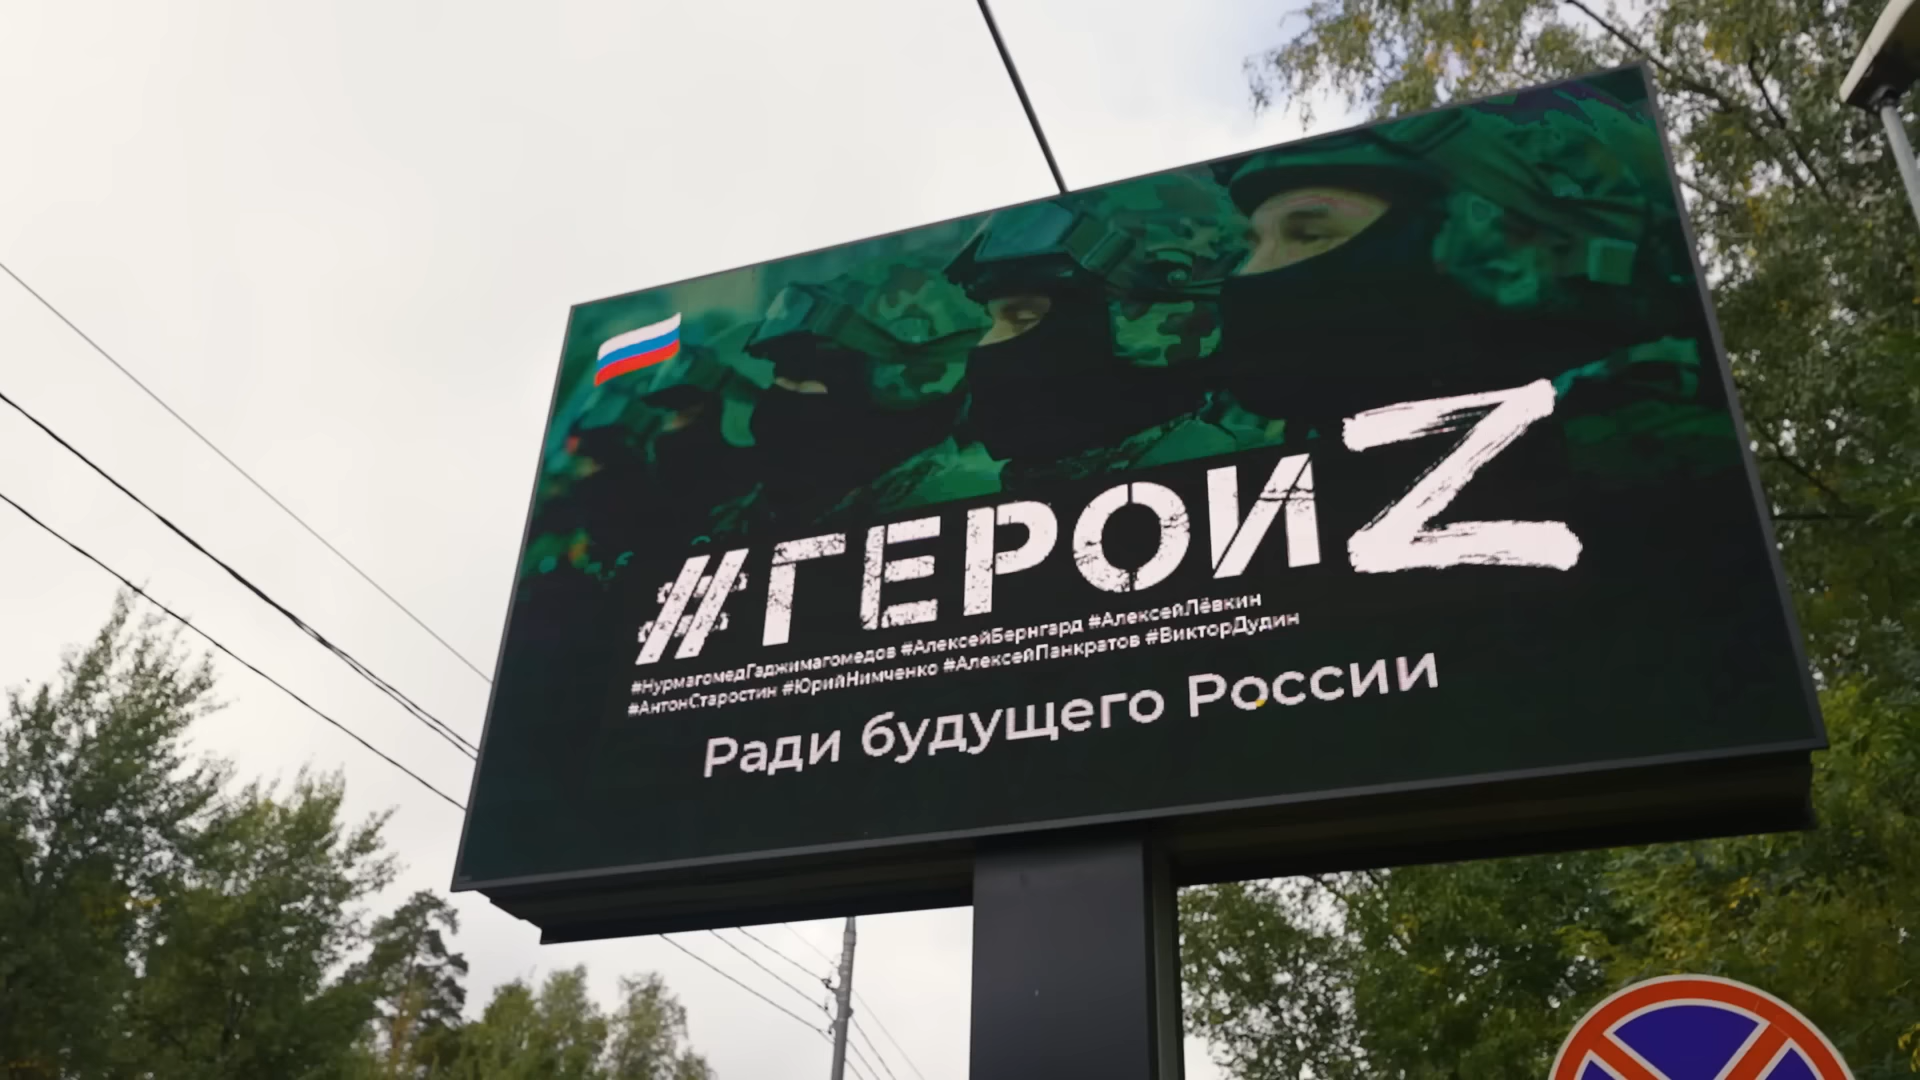 #ГЕРОИZ
#НурмагомедГаджимагомедов #АлексейБернгард #АлексейЛёвкин
#АнтонСтаростин #ЮрийНимченко #АлексейПанкратов #ВикторДудин
Ради будущего России